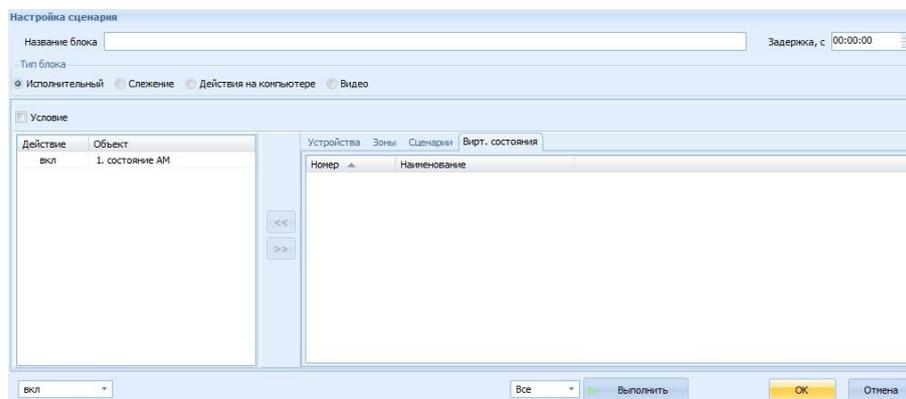 Настройка сценария
Название блока
Задержка, с 00:00:00
Тип блока
Исполнительный Слежение Действия на компьютере Видео
Условие
Действие Объект
вкл 1. состояние АМ
Устройства Зоны Сценарии Вирт. состояния
Номер Наименование
<<
>>
вкл
Все Выполнить ОК Отмена